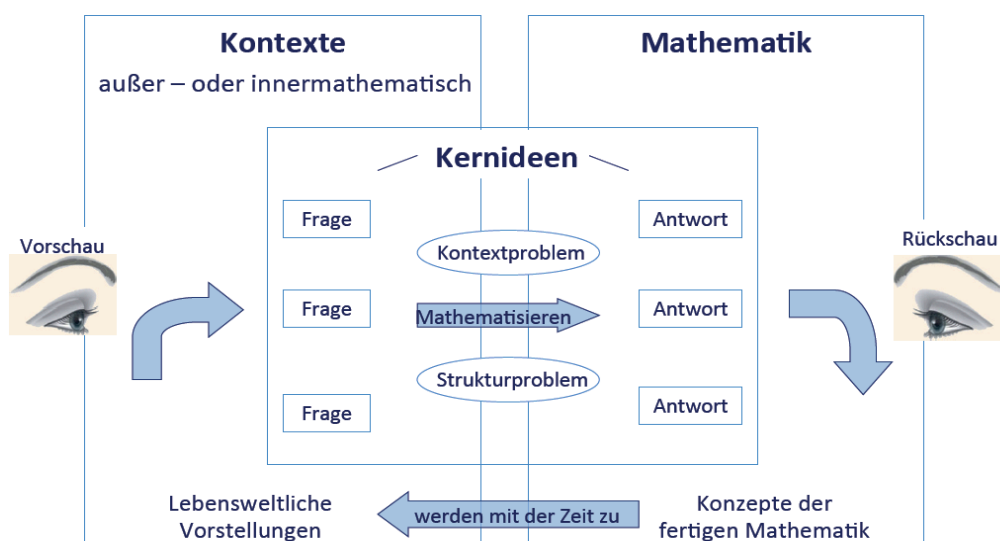 Kontexte
außer – oder innermathematisch
Mathematik
Kernideen
Frage
Antwort
Vorschau
Kontextproblem
Rückschau
Frage
Mathematisieren
Antwort
Strukturproblem
Frage
Antwort
Lebensweltliche
Vorstellungen
werden mit der Zeit zu
Konzepte der
fertigen Mathematik